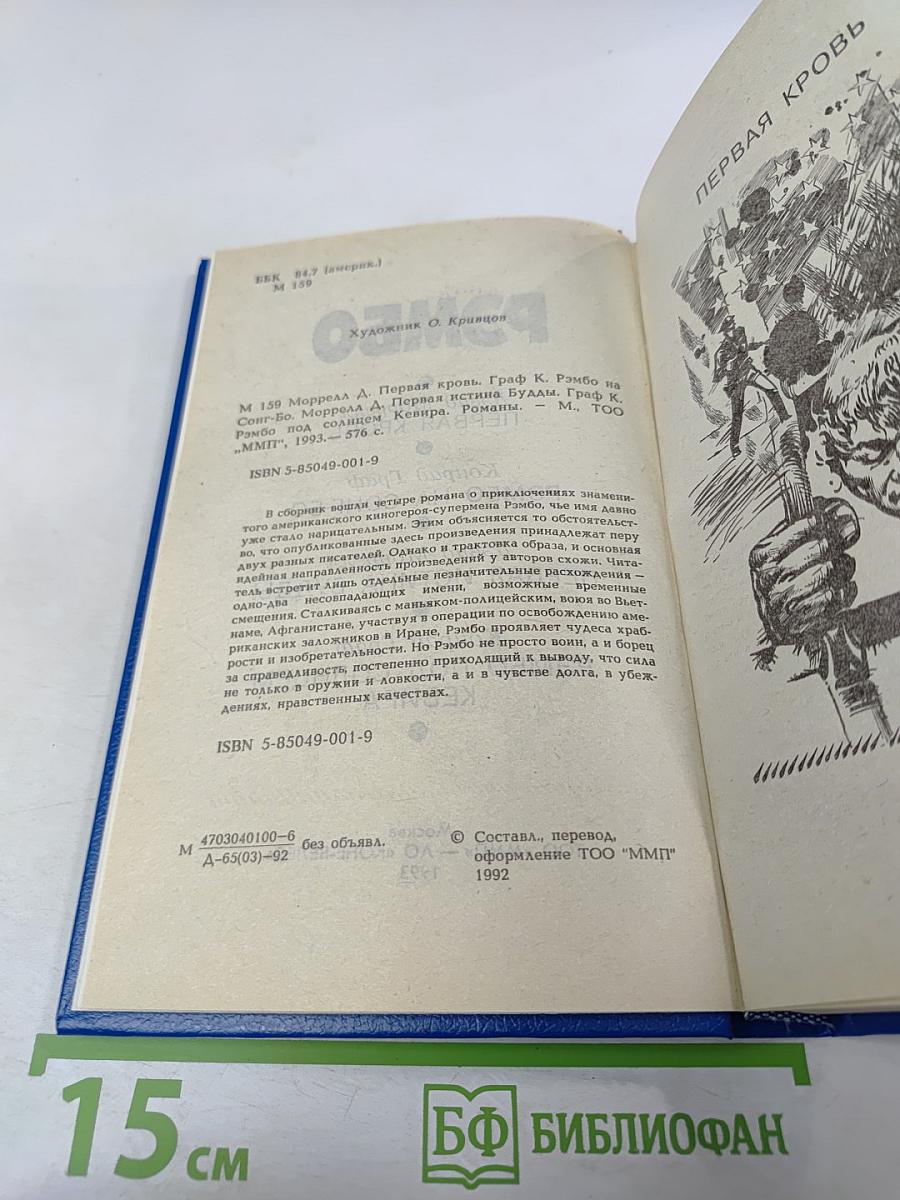 ББК 84.7 (америк.)
М 159
Художник О. Кривцов
М 159 Моррелл Д. Первая кровь. Граф К. Рэмбо на
Сонг-Бо. Моррелл Д. Первая истина Будды. Граф К.
Рэмбо под солнцем Кевира. Романы. — М., ТОО
„ММП", 1993.— 576 с.
ISBN 5-85049-001-9
В сборник вошли четыре романа о приключениях знамени-
того американского киногероя-супермена Рэмбо, чье имя давно
уже стало нарицательным. Этим объясняется то обстоятельст-
во, что опубликованные здесь произведения принадлежат перу
двух разных писателей. Однако и трактовка образа, и основная
идейная направленность произведений у авторов схожи. Чита-
тель встретит лишь отдельные незначительные расхождения —
одно-два несовпадающих имени, возможные временные
смещения. Сталкиваясь с маньяком-полицейским, воюя во Вьет-
наме, Афганистане, участвуя в операции по освобождению аме-
риканских заложников в Иране, Рэмбо проявляет чудеса храб-
рости и изобретательности. Но Рэмбо не просто воин, а и борец
за справедливость, постепенно приходящий к выводу, что сила
не только в оружии и ловкости, а и в чувстве долга, в убеж-
дениях, нравственных качествах.
ISBN 5-85049-001-9
М 4703040100—6
Д—65(03)—92 без объявл.
© Составл., перевод,
оформление ТОО "ММП"
1992
ПЕРВАЯ КРОВЬ
15 см
БФ БИБЛИОФАН